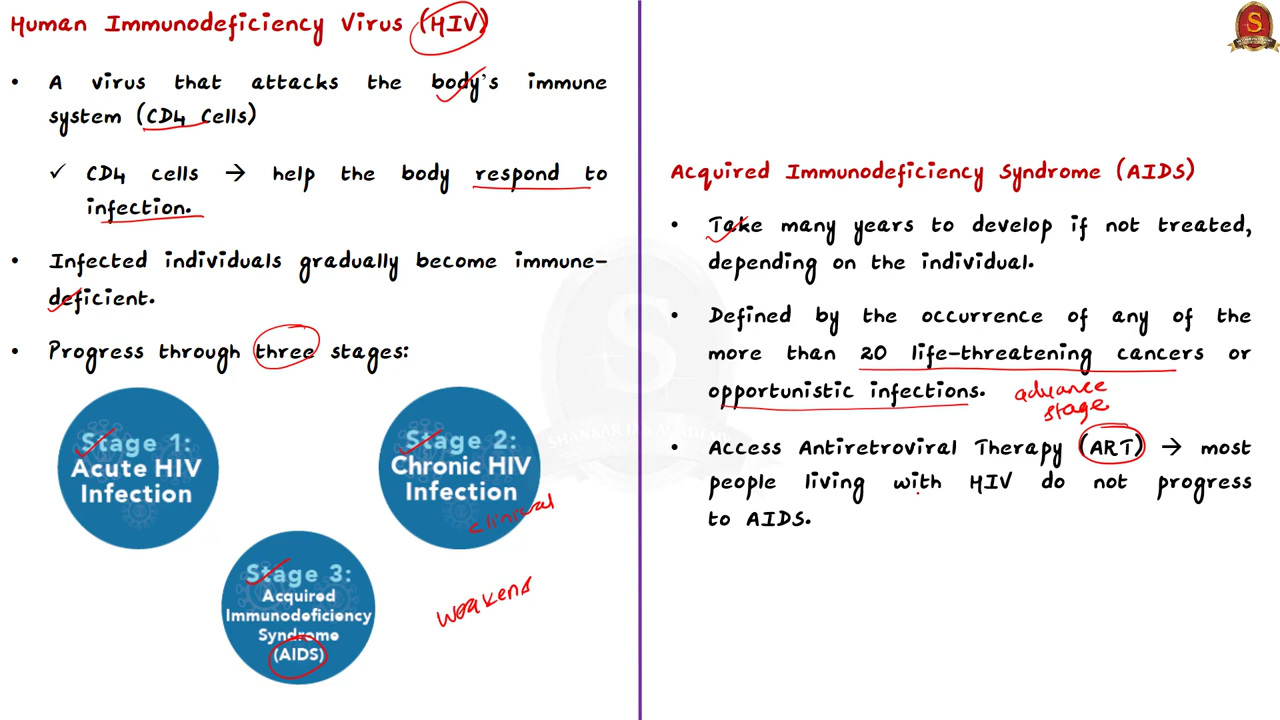 Human Immunodeficiency Virus (HIV)
• A virus that attacks the body's immune
system (CD4 Cells)
✓ CD4 cells → help the body respond to
infection.
• Infected individuals gradually become immune-
deficient.
• Progress through three stages:
Stage 1:
Acute HIV
Infection
Stage 2:
Chronic HIV
Infection
clinical
Stage 3:
Acquired
Immunodeficiency
Syndrome
(AIDS)
weakens
Acquired Immunodeficiency Syndrome (AIDS)
• Take many years to develop if not treated,
depending on the individual.
• Defined by the occurrence of any of the
more than 20 life-threatening cancers or
opportunistic infections.
advance
stage
• Access Antiretroviral Therapy (ART) → most
people living with HIV do not progress
to AIDS.
S
SHANKAR IAS ACADEMY